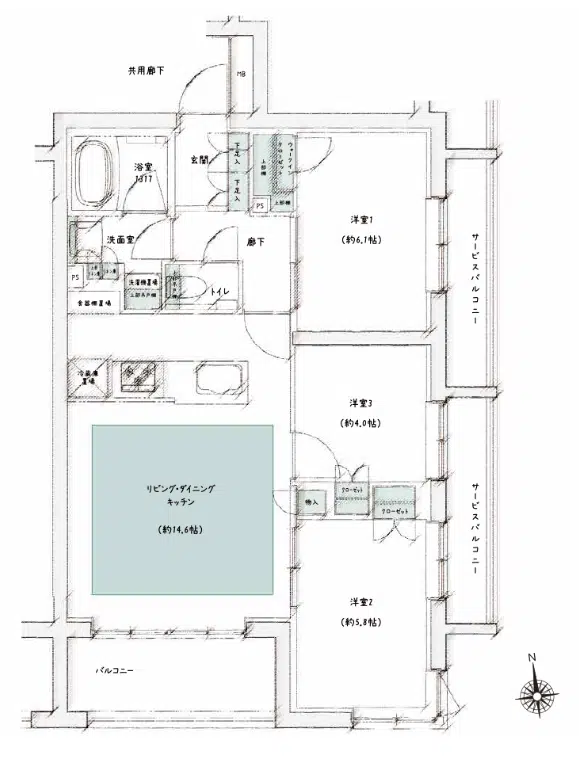 共用廊下
MB
浴室
1317
玄関
下足入
下足入
上部棚
ウォークイン
クローゼット
上部棚
PS
洋室1
(約6.1帖)
サービスバルコニー
洗面室
廊下
PS
洗濯機置場
上部吊戸棚
トイレ
食器棚置場
冷蔵庫
置場
洋室3
(約4.0帖)
リビング・ダイニング
キッチン
(約14.6帖)
物入
クローゼット
クローゼット
サービスバルコニー
洋室2
(約5.8帖)
バルコニー
N